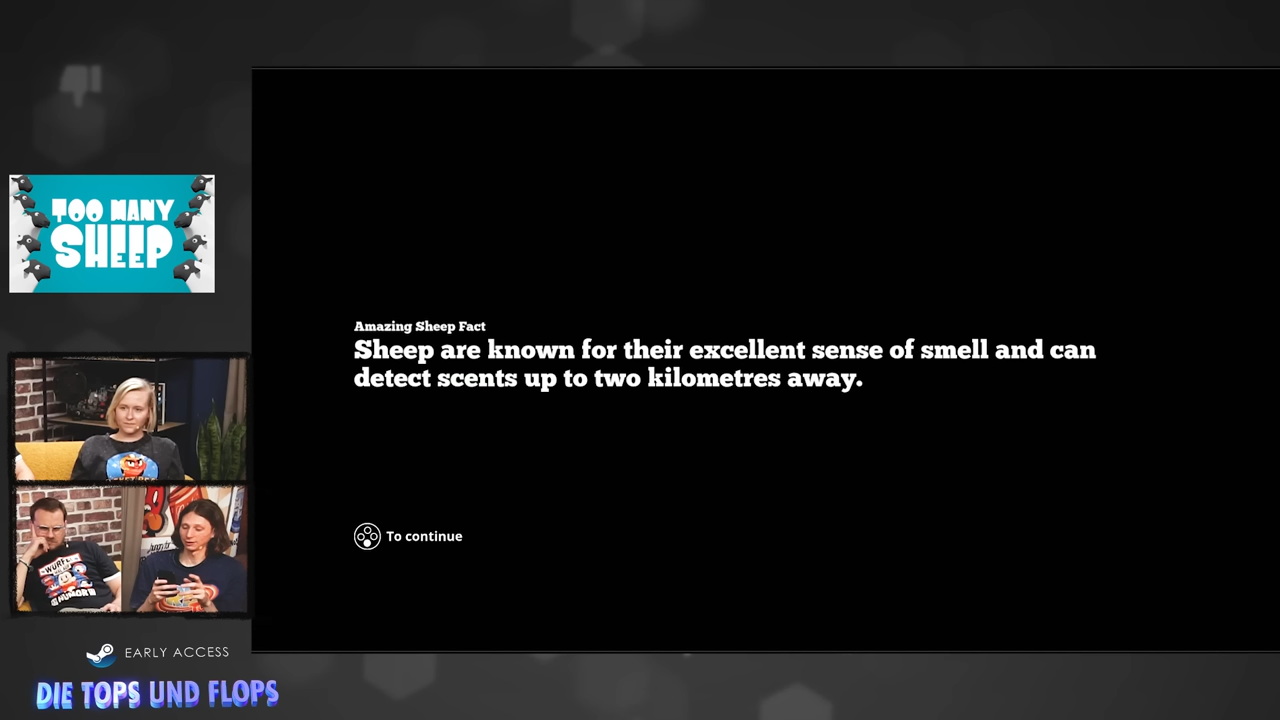 TOO MANY
SHEEP
Amazing Sheep Fact
Sheep are known for their excellent sense of smell and can
detect scents up to two kilometres away.
To continue
EARLY ACCESS
DIE TOPS UND FLOPS